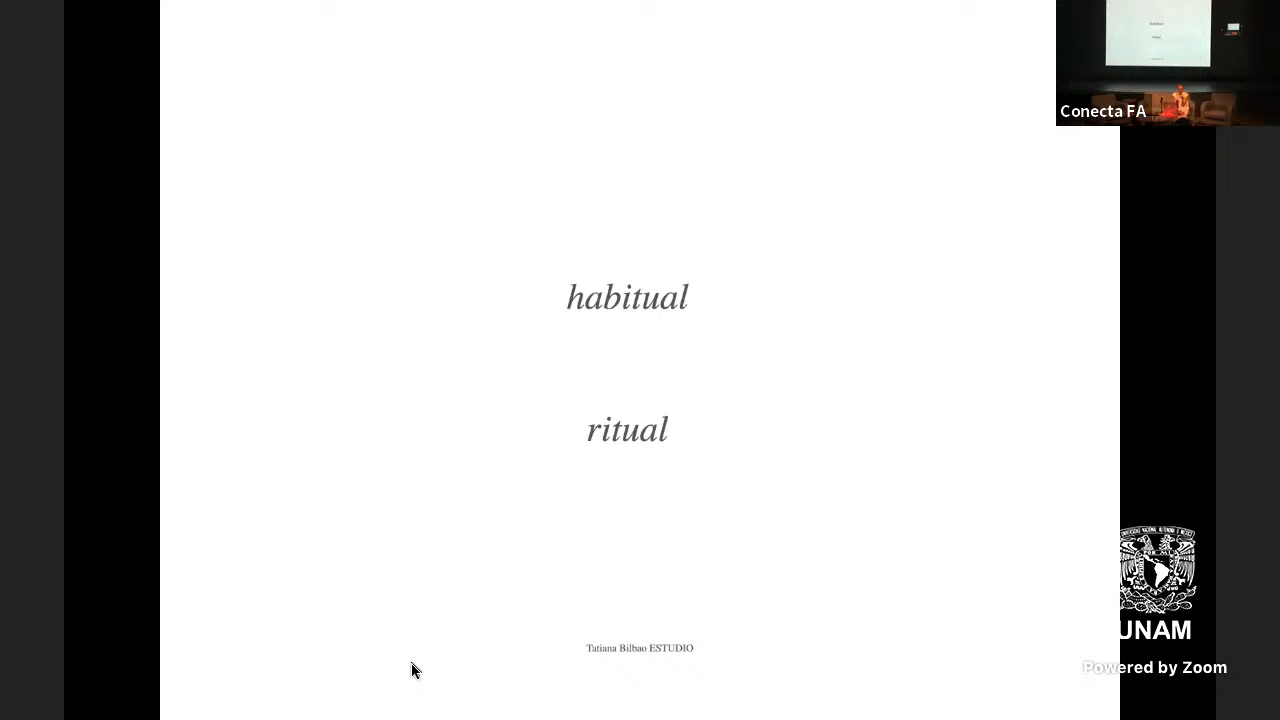 Conecta FA
habitual
ritual
Tatiana Bilbao ESTUDIO
UNAM
Powered by Zoom